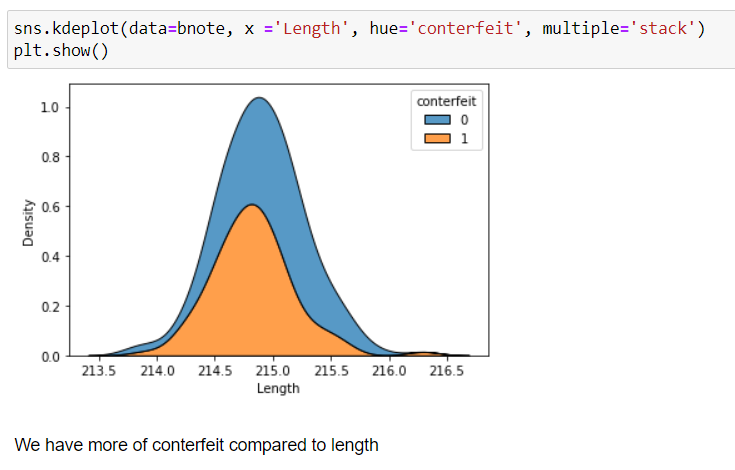 sns.kdeplot(data=bnote, x ='Length', hue='conterfeit', multiple='stack')
plt.show()
conterfeit
0
1
1.0
0.8
0.6
0.4
0.2
0.0
Density
213.5 214.0 214.5 215.0 215.5 216.0 216.5
Length
We have more of conterfeit compared to length